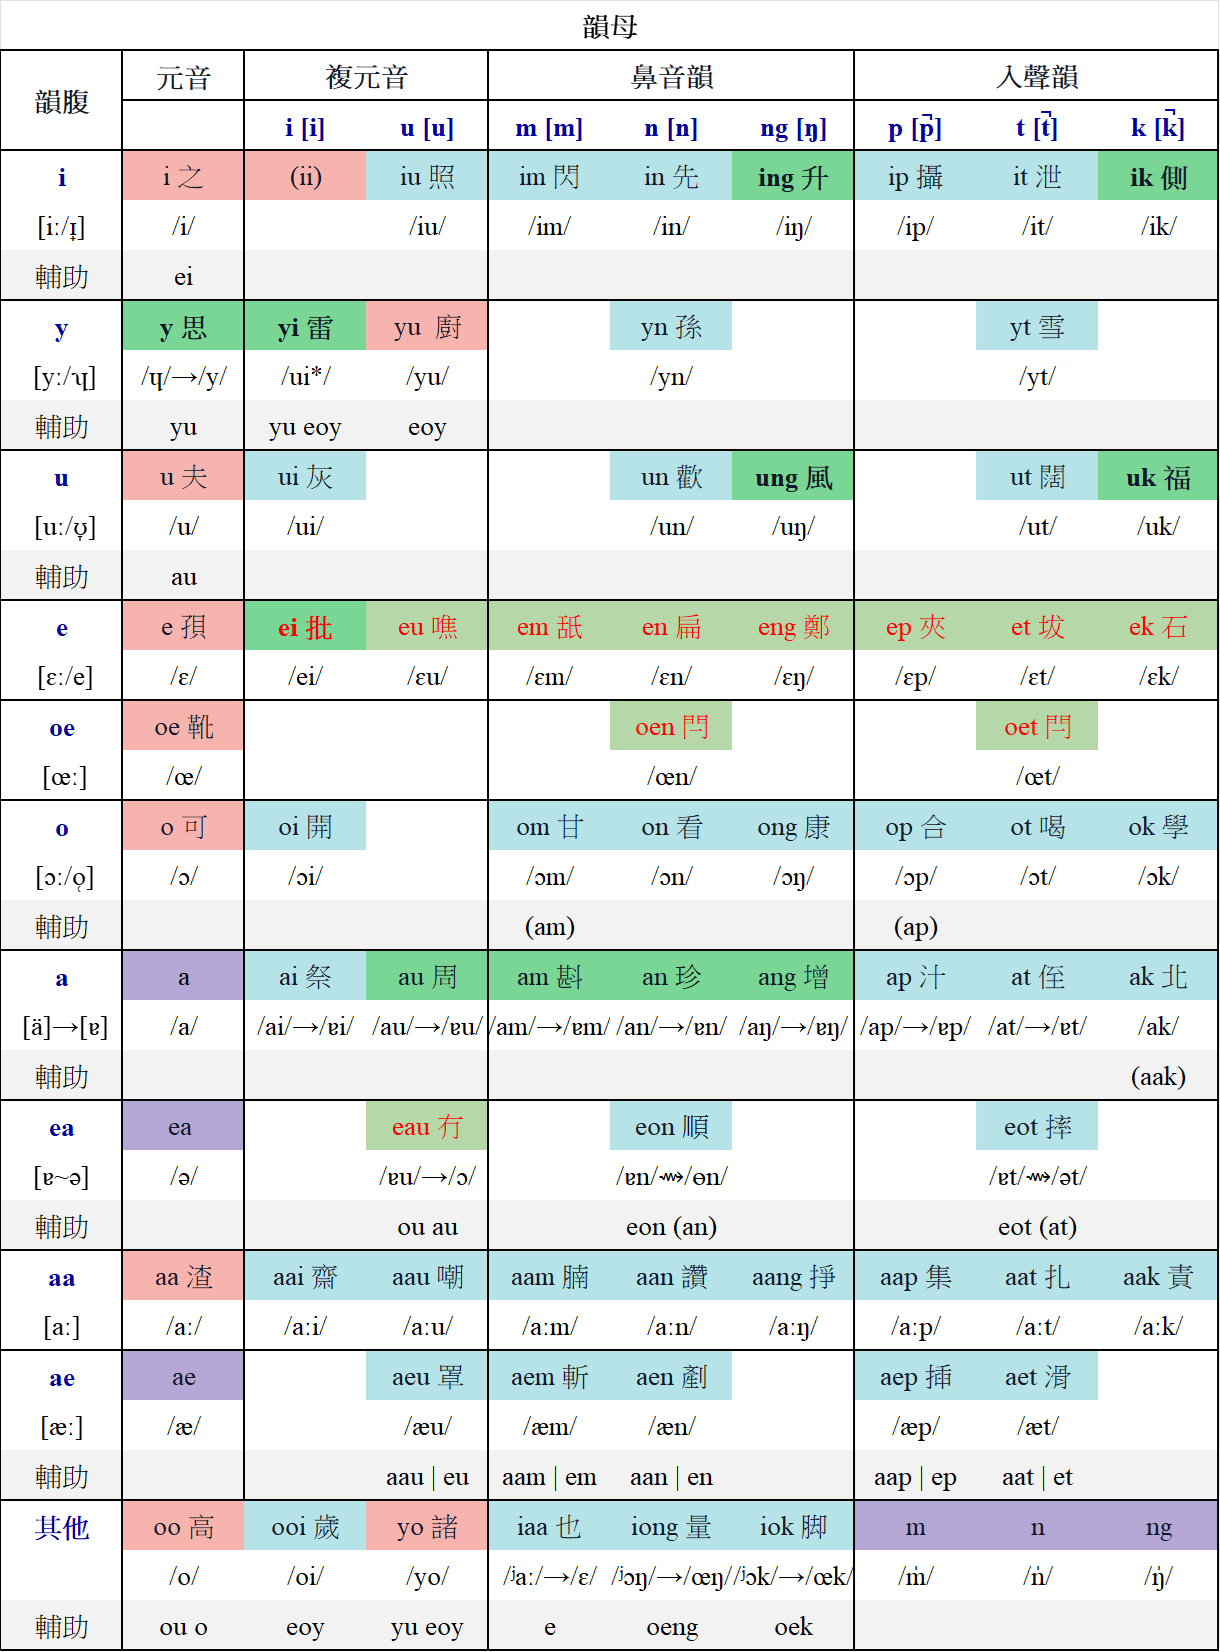 韻母
韻腹 元音 複元音 鼻音韻 入聲韻
i [i] u [u] m [m] n [n] ng [ŋ] p [p̚] t [t̚] k [k̚]
i i 之 (ii) iu 照 im 閃 in 先 ing 升 ip 攝 it 泄 ik 側
[iː/ɪ̞] /i/ /iu/ /im/ /in/ /iŋ/ /ip/ /it/ /ik/
輔助 ei
y y 思 yi 雷 yu 廚 yn 孫 yt 雪
[yː/ʮ] /ɥ/→/y/ /ui*/ /yu/ /yn/ /yt/
輔助 yu yu eoy eoy
u u 夫 ui 灰 un 歡 ung 風 ut 闊 uk 福
[uː/ʊ̞] /u/ /ui/ /un/ /uŋ/ /ut/ /uk/
輔助 au
e e 孭 ei 批 eu 噍 em 舐 en 扁 eng 鄭 ep 夾 et 坺 ek 石
[ɛː/e] /ɛ/ /ei/ /ɛu/ /ɛm/ /ɛn/ /ɛŋ/ /ɛp/ /ɛt/ /ɛk/
oe oe 靴 oen 閂 oet 閂
[œː] /œ/ /œn/ /œt/
o o 可 oi 開 om 甘 on 看 ong 康 op 合 ot 喝 ok 學
[ɔː/o̜] /ɔ/ /ɔi/ /ɔm/ /ɔn/ /ɔŋ/ /ɔp/ /ɔt/ /ɔk/
輔助 (am) (ap)
a a ai 祭 au 周 am 斟 an 珍 ang 增 ap 汁 at 侄 ak 北
[ä]→[ɐ] /a/ /ai/→/ɐi/ /au/→/ɐu/ /am/→/ɐm/ /an/→/ɐn/ /aŋ/→/ɐŋ/ /ap/→/ɐp/ /at/→/ɐt/ /ak/
輔助 (aak)
ea ea eau 冇 eon 順 eot 摔
[ɐ~ə] /ə/ /ɐu/→/ɔ/ /ɐn/⇝/ɵn/ /ɐt/⇝/ət/
輔助 ou au eon (an) eot (at)
aa aa 渣 aai 齋 aau 嘲 aam 腩 aan 讚 aang 掙 aap 集 aat 扎 aak 責
[aː] /aː/ /aːi/ /aːu/ /aːm/ /aːn/ /aːŋ/ /aːp/ /aːt/ /aːk/
ae ae aeu 罩 aem 斬 aen 剷 aep 插 aet 滑
[æː] /æ/ /æu/ /æm/ /æn/ /æp/ /æt/
輔助 aau | eu aam | em aan | en aap | ep aat | et
其他 oo 高 ooi 歲 yo 諸 iaa 也 iong 量 iok 脚 m n ng
/o/ /oi/ /yo/ /ʲaː/→/ɛ/ /ʲɔŋ/→/œŋ/ /ʲɔk/→/œk/ /m̍/ /n̍/ /ŋ̍/
輔助 ou o eoy yu eoy e oeng oek